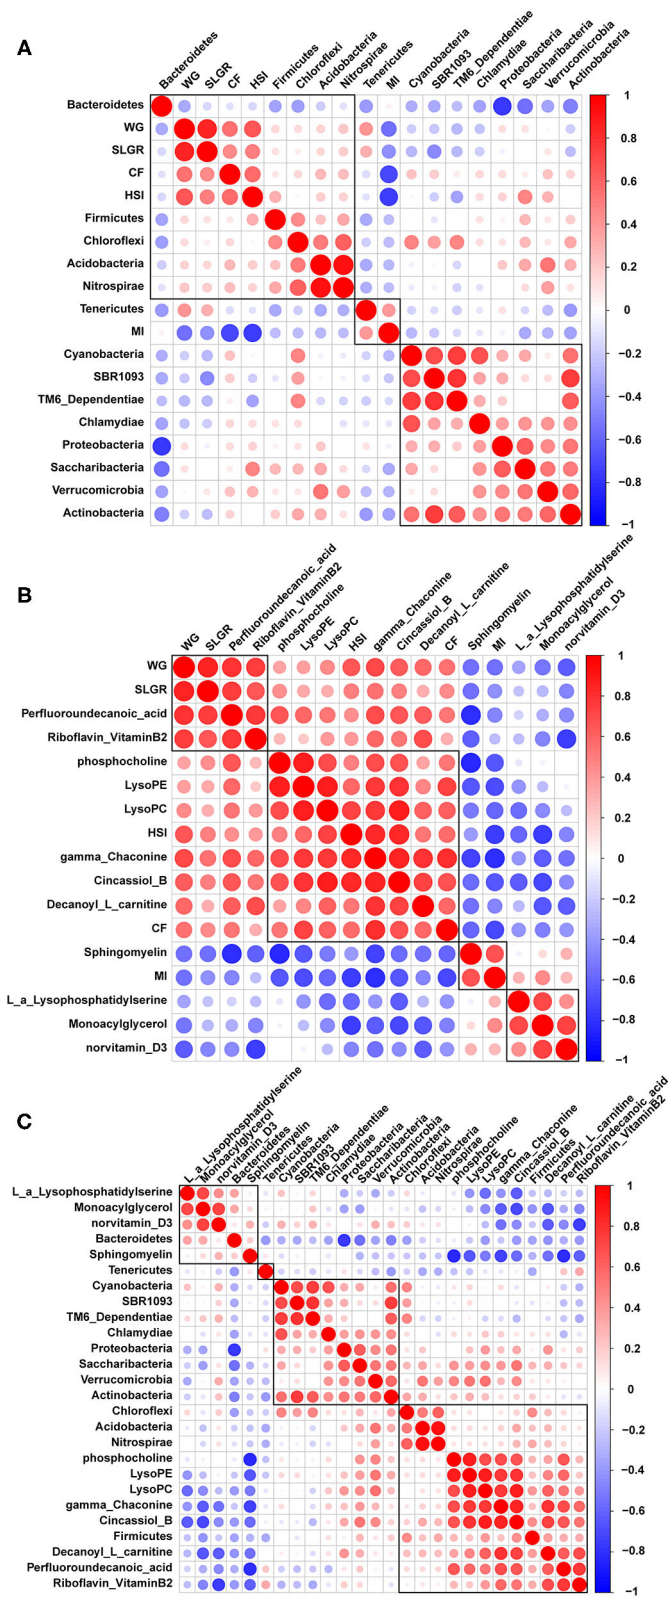 A
Bacteroidetes
WG
SLGR
CF
HSI
Firmicutes
Chloroflexi
Acidobacteria
Nitrospirae
Tenericutes
MI
Cyanobacteria
SBR1093
TM6_Dependentiae
Chlamydiae
Proteobacteria
Saccharibacteria
Verrucomicrobia
Actinobacteria
Bacteroidetes
WG
SLGR
CF
HSI
Firmicutes
Chloroflexi
Acidobacteria
Nitrospirae
Tenericutes
MI
Cyanobacteria
SBR1093
TM6_Dependentiae
Chlamydiae
Proteobacteria
Saccharibacteria
Verrucomicrobia
Actinobacteria
1
0.8
0.6
0.4
0.2
0
−0.2
−0.4
−0.6
−0.8
−1
B
WG
SLGR
Perfluoroundecanoic_acid
Riboflavin_VitaminB2
phosphocholine
LysoPE
LysoPC
HSI
gamma_Chaconine
Cincassiol_B
Decanoyl_L_carnitine
CF
Sphingomyelin
MI
L_a_Lysophosphatidylserine
Monoacylglycerol
norvitamin_D3
WG
SLGR
Perfluoroundecanoic_acid
Riboflavin_VitaminB2
phosphocholine
LysoPE
LysoPC
HSI
gamma_Chaconine
Cincassiol_B
Decanoyl_L_carnitine
CF
Sphingomyelin
MI
L_a_Lysophosphatidylserine
Monoacylglycerol
norvitamin_D3
1
0.8
0.6
0.4
0.2
0
−0.2
−0.4
−0.6
−0.8
−1
C
L_a_Lysophosphatidylserine
Monoacylglycerol
norvitamin_D3
Bacteroidetes
Sphingomyelin
Tenericutes
Cyanobacteria
SBR1093
TM6_Dependentiae
Chlamydiae
Proteobacteria
Saccharibacteria
Verrucomicrobia
Actinobacteria
Chloroflexi
Acidobacteria
Nitrospirae
phosphocholine
LysoPE
LysoPC
gamma_Chaconine
Cincassiol_B
Firmicutes
Decanoyl_L_carnitine
Perfluoroundecanoic_acid
Riboflavin_VitaminB2
L_a_Lysophosphatidylserine
Monoacylglycerol
norvitamin_D3
Bacteroidetes
Sphingomyelin
Tenericutes
Cyanobacteria
SBR1093
TM6_Dependentiae
Chlamydiae
Proteobacteria
Saccharibacteria
Verrucomicrobia
Actinobacteria
Chloroflexi
Acidobacteria
Nitrospirae
phosphocholine
LysoPE
LysoPC
gamma_Chaconine
Cincassiol_B
Firmicutes
Decanoyl_L_carnitine
Perfluoroundecanoic_acid
Riboflavin_VitaminB2
1
0.8
0.6
0.4
0.2
0
−0.2
−0.4
−0.6
−0.8
−1